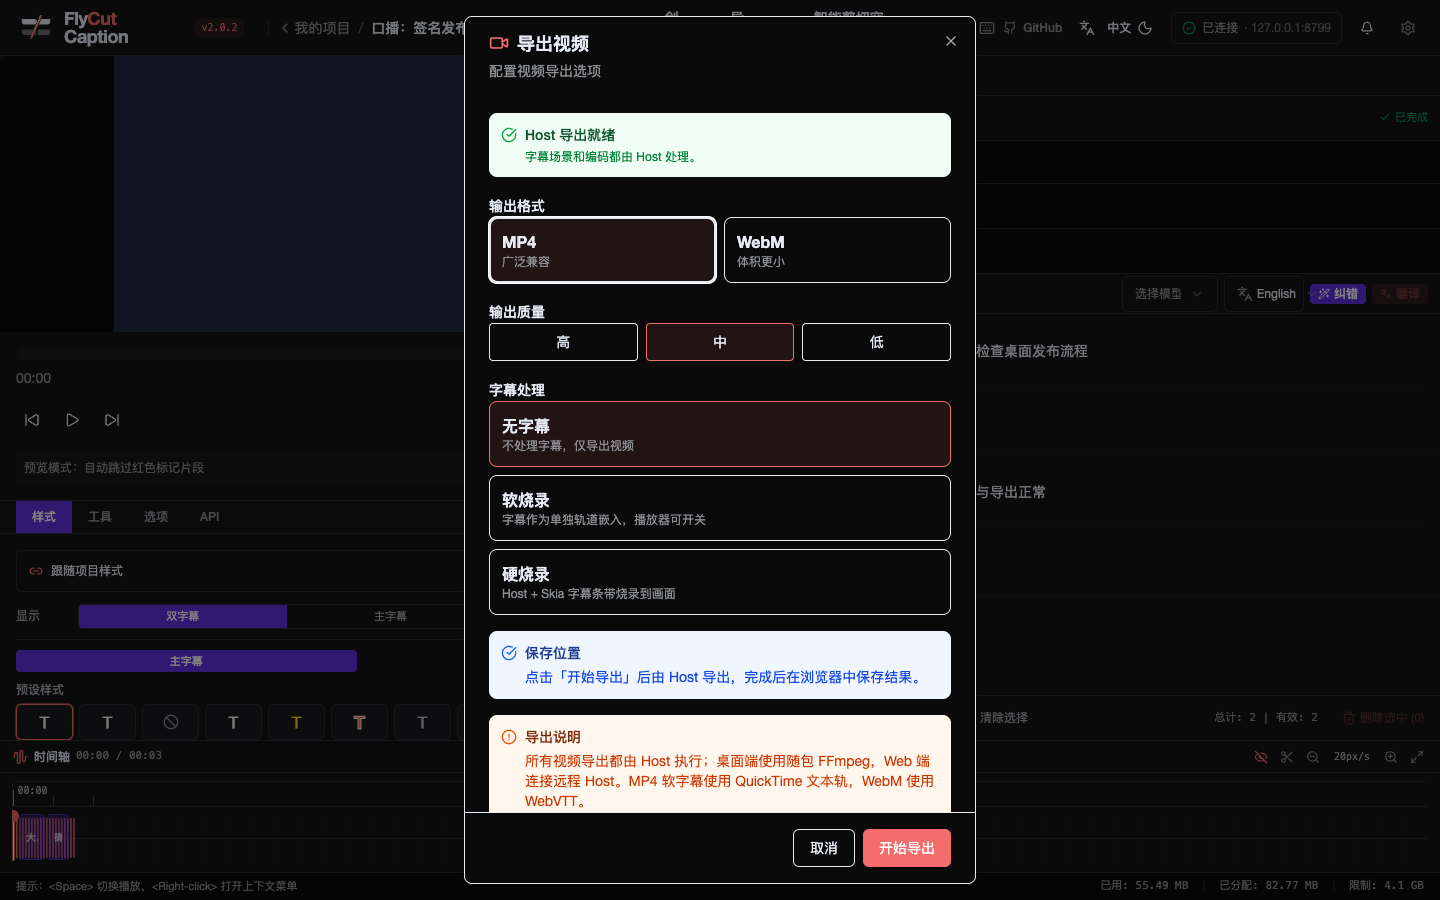 FlyCut
Caption
v2.0.2
我的项目 / 口播：签名发布
GitHub
中文
已连接 · 127.0.0.1:8799
导出视频
配置视频导出选项
Host 导出就绪
字幕场景和编码都由 Host 处理。
输出格式
MP4
广泛兼容
WebM
体积更小
输出质量
高
中
低
字幕处理
无字幕
不处理字幕，仅导出视频
软烧录
字幕作为单独轨道嵌入，播放器可开关
硬烧录
Host + Skia 字幕条带烧录到画面
保存位置
点击「开始导出」后由 Host 导出，完成后在浏览器中保存结果。
导出说明
所有视频导出都由 Host 执行；桌面端使用随包 FFmpeg，Web 端
连接远程 Host。MP4 软字幕使用 QuickTime 文本轨，WebM 使用
WebVTT。
取消
开始导出
已完成
选择模型
English
纠错
翻译
检查桌面发布流程
与导出正常
00:00
预览模式：自动跳过红色标记片段
样式
工具
选项
API
跟随项目样式
显示
双字幕
主字幕
主字幕
预设样式
T
T
T
T
T
T
清除选择
总计: 2 | 有效: 2
删除选中 (0)
时间轴 00:00 / 00:03
20px/s
00:00
大
提示：<Space> 切换播放，<Right-click> 打开上下文菜单
已用: 55.49 MB
已分配: 82.77 MB
限制: 4.1 GB